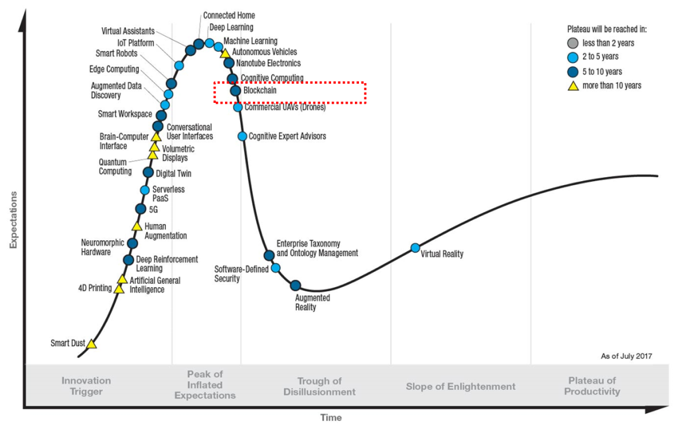 Connected Home
Virtual Assistants
Deep Learning
IoT Platform
Machine Learning
Smart Robots
Autonomous Vehicles
Nanotube Electronics
Edge Computing
Cognitive Computing
Augmented Data
Discovery
Blockchain
Commercial UAVs (Drones)
Smart Workspace
Conversational
User Interfaces
Cognitive Expert Advisors
Brain-Computer
Interface
Volumetric
Displays
Quantum
Computing
Digital Twin
Serverless
PaaS
5G
Human
Augmentation
Neuromorphic
Hardware
Deep Reinforcement
Learning
Artificial General
Intelligence
4D Printing
Smart Dust
Enterprise Taxonomy
and Ontology Management
Software-Defined
Security
Augmented
Reality
Virtual Reality
Plateau will be reached in:
less than 2 years
2 to 5 years
5 to 10 years
more than 10 years
As of July 2017
Expectations
Innovation
Trigger
Peak of
Inflated
Expectations
Trough of
Disillusionment
Slope of Enlightenment
Plateau of
Productivity
Time